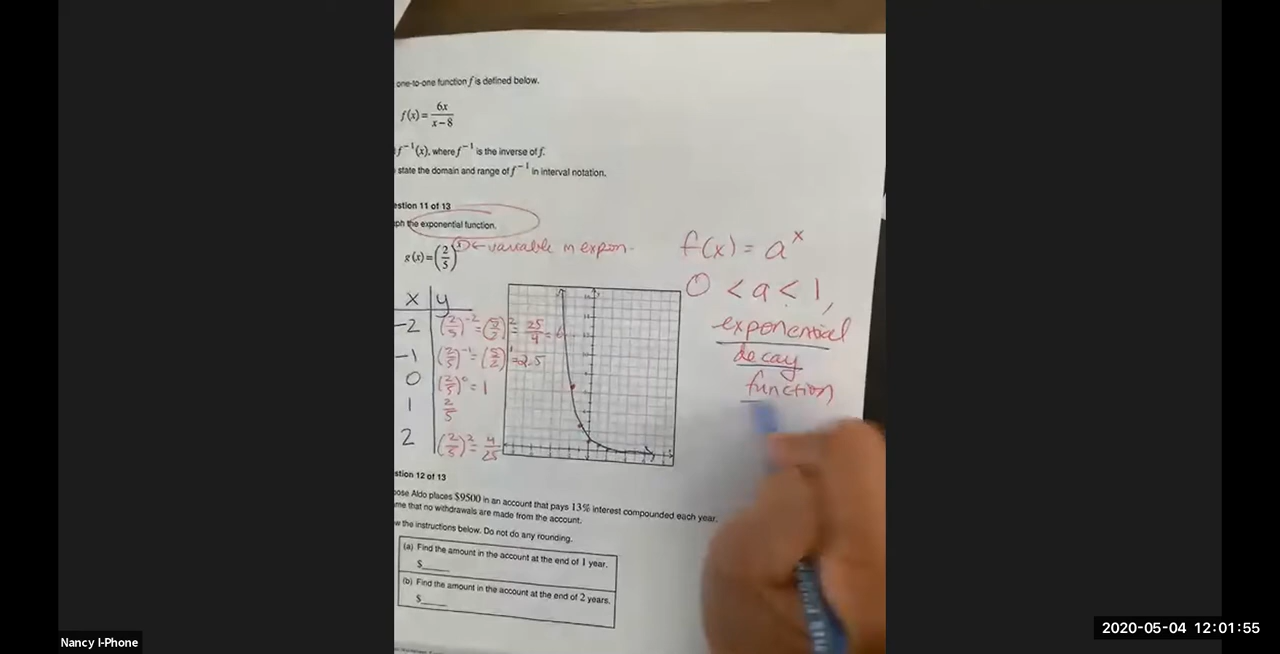 one-to-one function f is defined below.
f(x) = 6x / x − 8
f⁻¹(x), where f⁻¹ is the inverse of f.
state the domain and range of f⁻¹ in interval notation.
estion 11 of 13
ph the exponential function.
g(x) = (2/5)ˣ ← variable in expon.
f(x) = aˣ
0 < a < 1,
exponential
decay
function
x | y
−2 | (2/5)⁻² = (5/2)² = 25/4 = 6
−1 | (2/5)⁻¹ = (5/2)¹ = 2.5
0 | (2/5)⁰ = 1
1 | 2/5
2 | (2/5)² = 4/25
stion 12 of 13
pose Aldo places $9500 in an account that pays 13% interest compounded each year.
me that no withdrawals are made from the account.
w the instructions below. Do not do any rounding.
(a) Find the amount in the account at the end of 1 year.
$
(b) Find the amount in the account at the end of 2 years.
$
Nancy I-Phone
2020-05-04 12:01:55